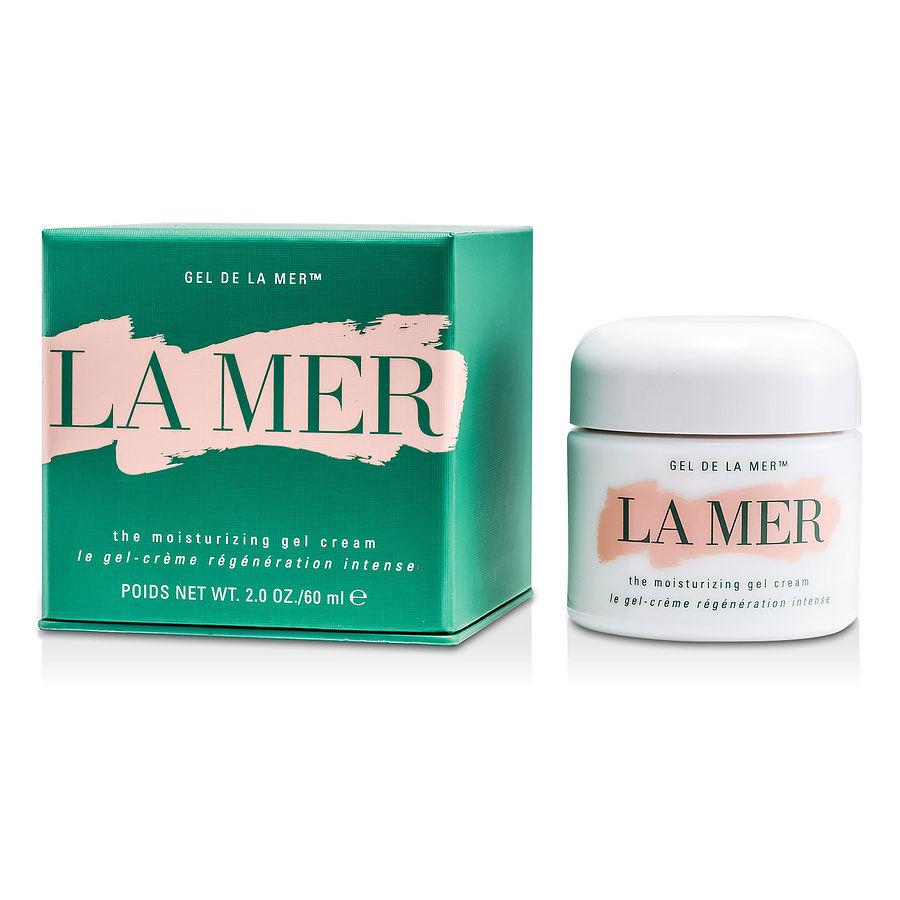 GEL DE LA MER™
LA MER
the moisturizing gel cream
le gel-crème régénération intense
POIDS NET WT. 2.0 OZ./60 ml ℮
GEL DE LA MER™
LA MER
the moisturizing gel cream
le gel-crème régénération intense